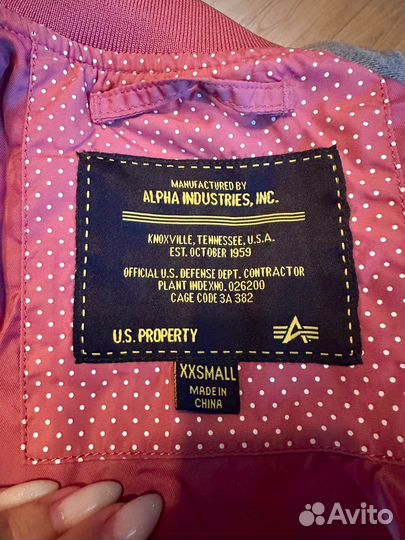 MANUFACTURED BY
ALPHA INDUSTRIES, INC.
KNOXVILLE, TENNESSEE, U.S.A.
EST. OCTOBER 1959
OFFICIAL U.S. DEFENSE DEPT. CONTRACTOR
PLANT INDEXNO. 026200
CAGE CODE 3A 382
U.S. PROPERTY
XXSMALL
MADE IN
CHINA
Avito